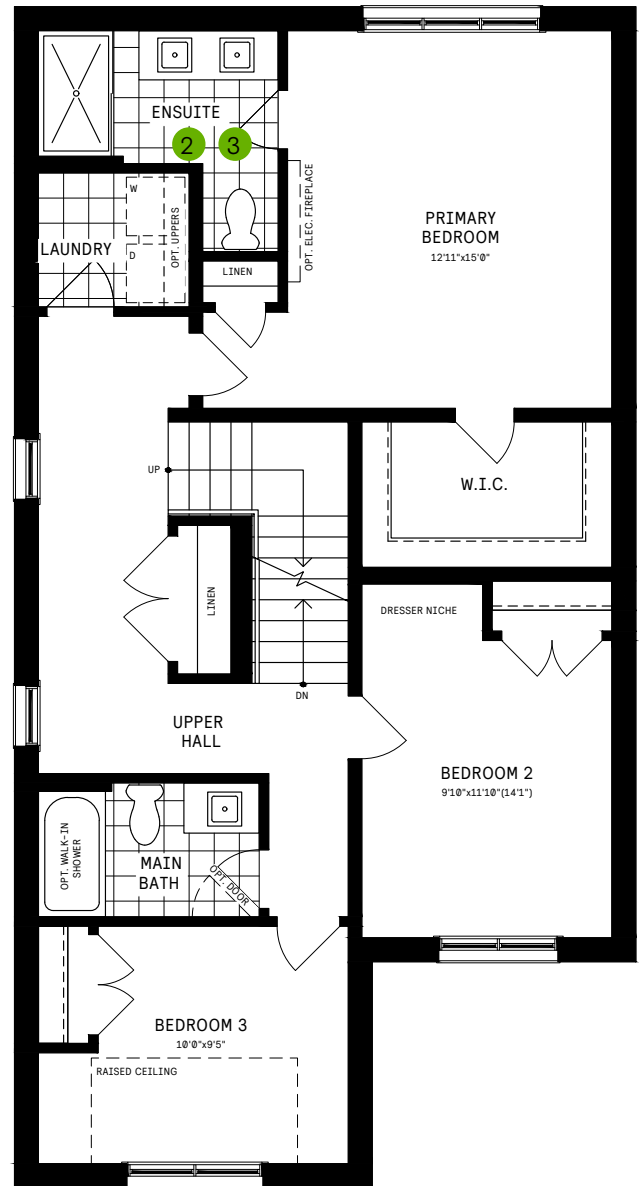 ENSUITE
2 3
W
D
OPT. UPPERS
LAUNDRY
LINEN
OPT. ELEC. FIREPLACE
PRIMARY
BEDROOM
12'11"x15'0"
UP
W.I.C.
LINEN
DRESSER NICHE
DN
UPPER
HALL
BEDROOM 2
9'10"x11'10"(14'1")
OPT. WALK-IN
SHOWER
MAIN
BATH
OPT. DOOR
BEDROOM 3
10'0"x9'5"
RAISED CEILING